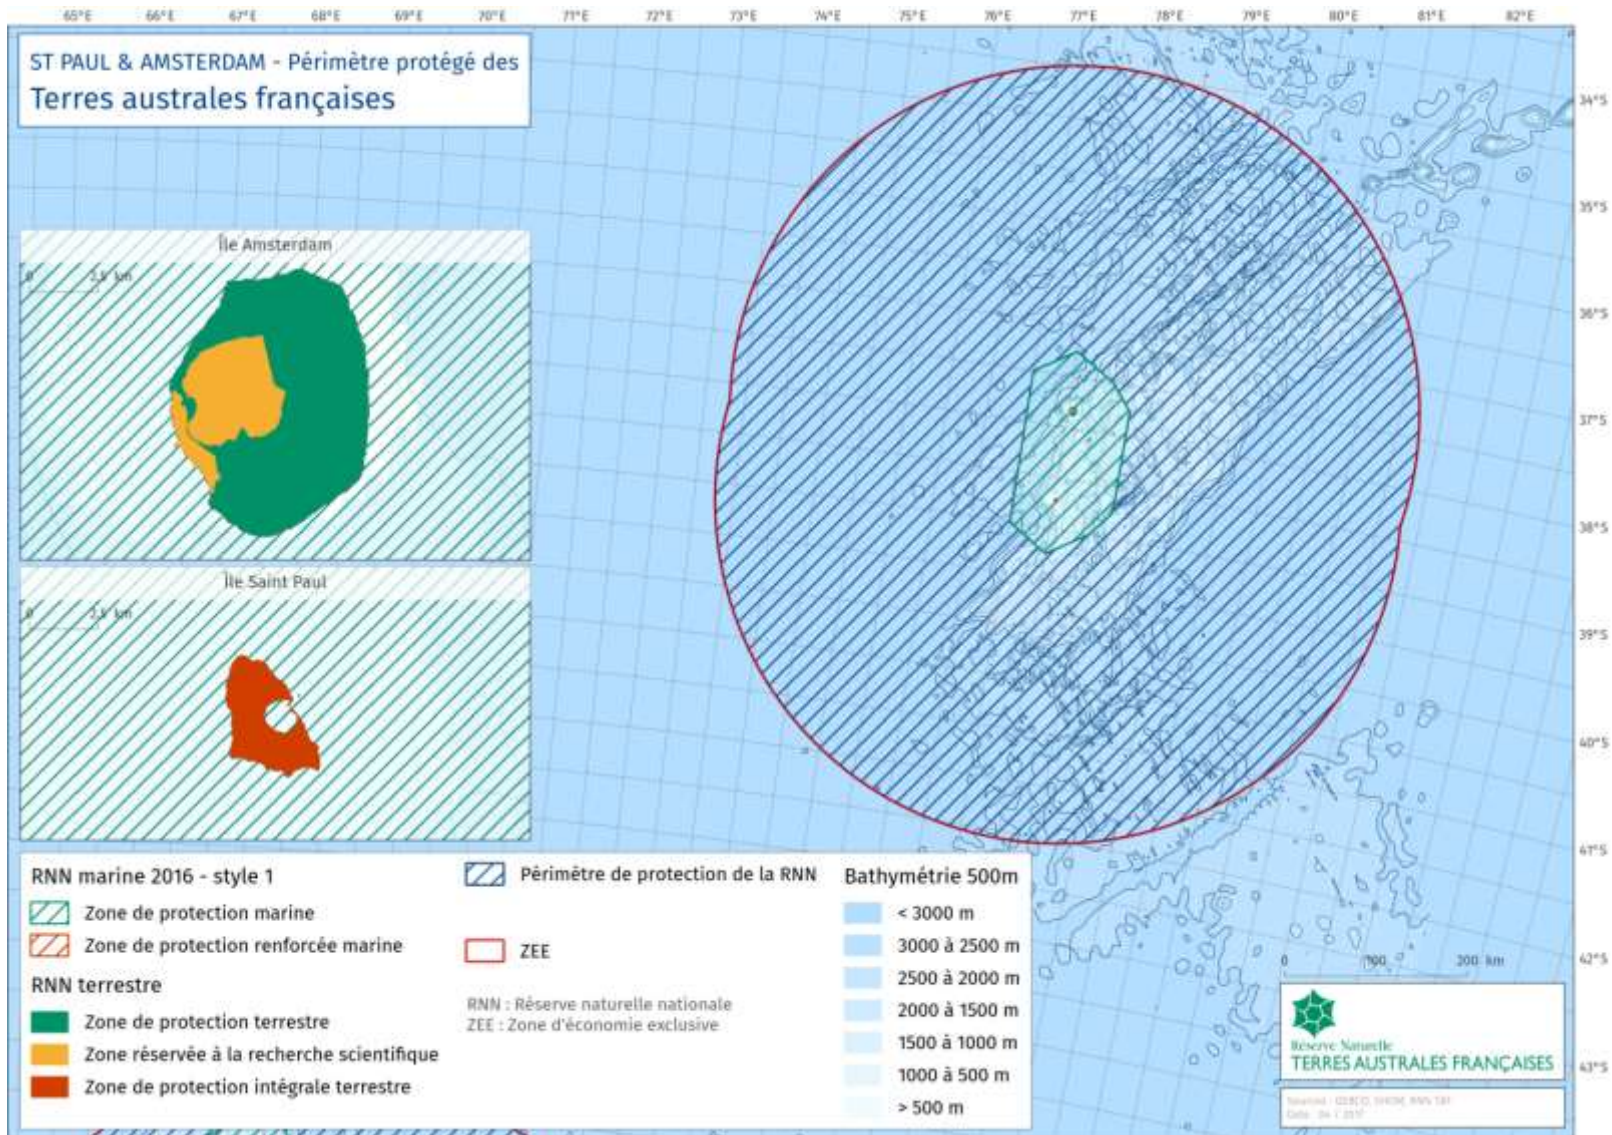 65°E 66°E 67°E 68°E 69°E 70°E 71°E 72°E 73°E 74°E 75°E 76°E 77°E 78°E 79°E 80°E 81°E 82°E
ST PAUL & AMSTERDAM - Périmètre protégé des
Terres australes françaises
34°S
35°S
36°S
37°S
38°S
39°S
40°S
41°S
42°S
43°S
Île Amsterdam
0 2,5 km
Île Saint Paul
0 2,5 km
RNN marine 2016 - style 1
Zone de protection marine
Zone de protection renforcée marine
RNN terrestre
Zone de protection terrestre
Zone réservée à la recherche scientifique
Zone de protection intégrale terrestre
Périmètre de protection de la RNN
ZEE
RNN : Réserve naturelle nationale
ZEE : Zone d'économie exclusive
Bathymétrie 500m
< 3000 m
3000 à 2500 m
2500 à 2000 m
2000 à 1500 m
1500 à 1000 m
1000 à 500 m
> 500 m
0 100 200 km
Réserve Naturelle
TERRES AUSTRALES FRANÇAISES